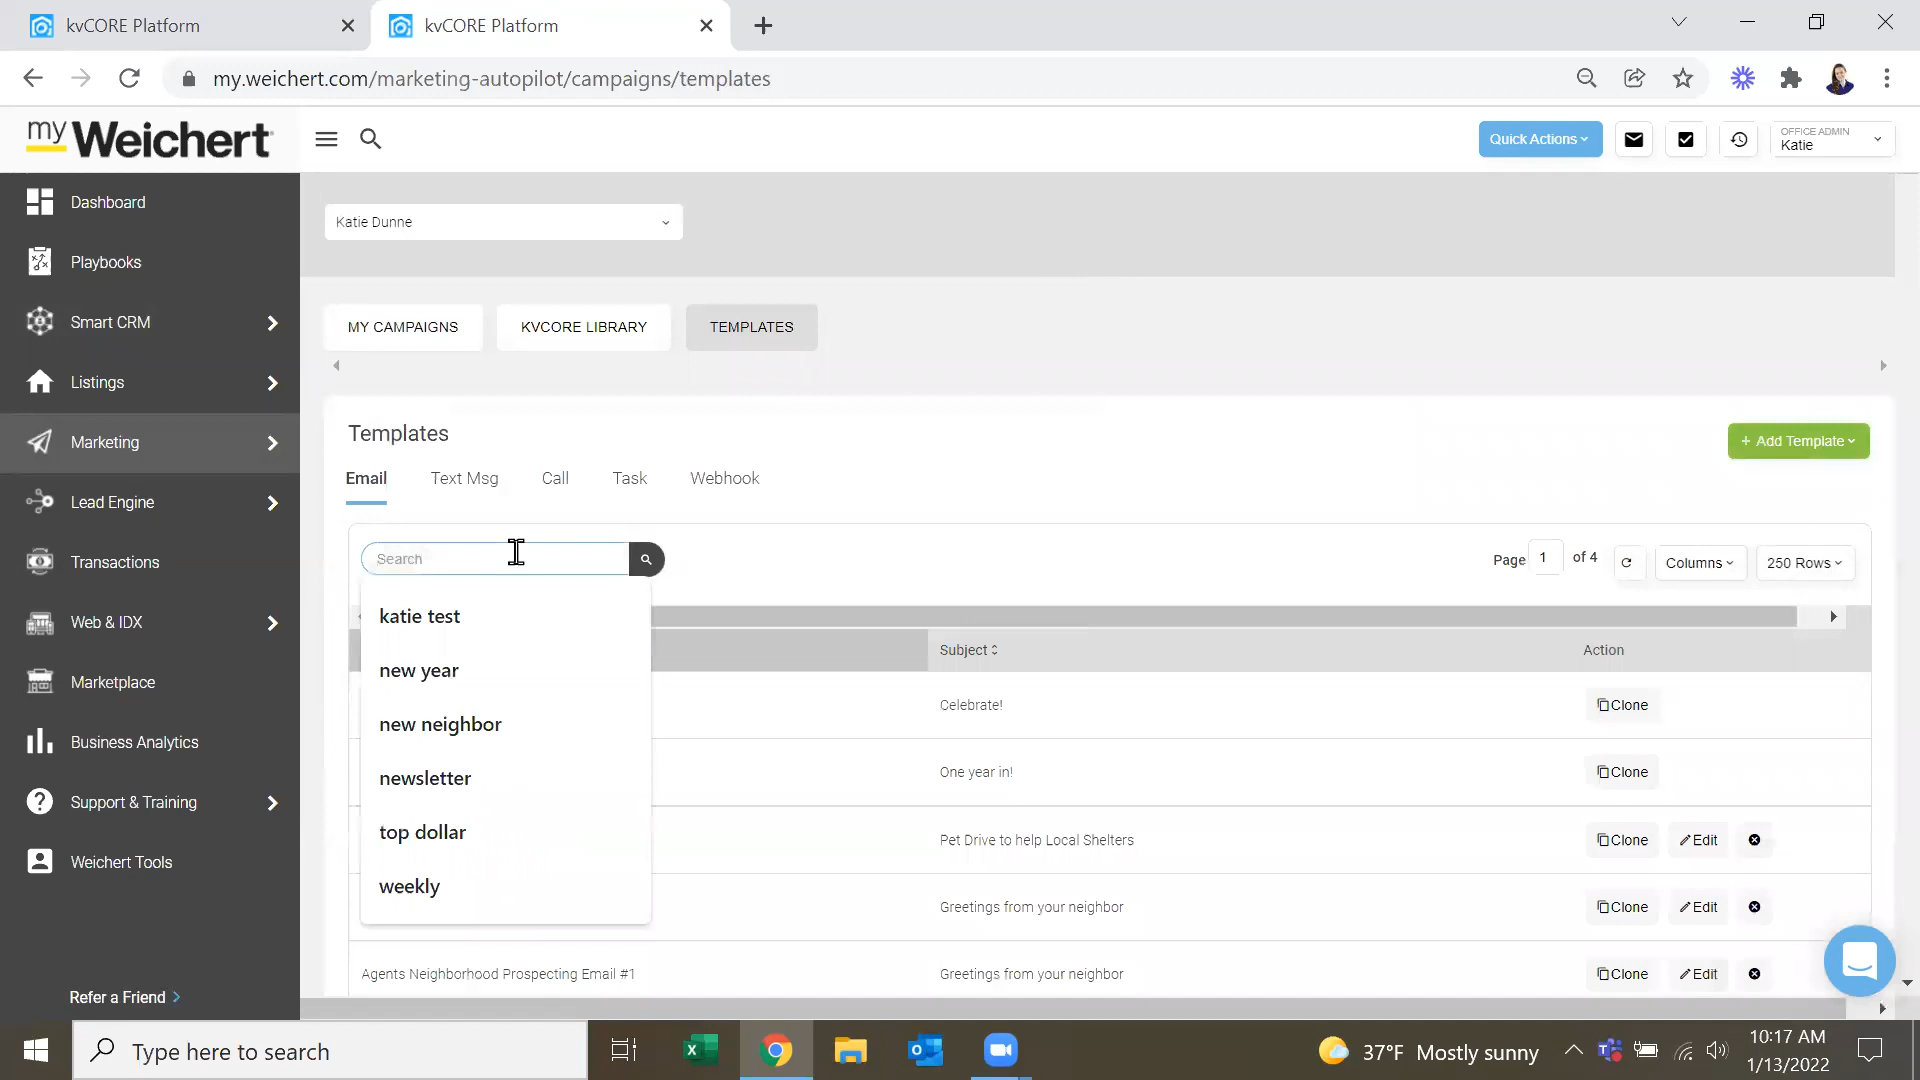 kvCORE Platform
kvCORE Platform
my.weichert.com/marketing-autopilot/campaigns/templates
my Weichert
Quick Actions
OFFICE ADMIN
Katie
Dashboard
Playbooks
Smart CRM
Listings
Marketing
Lead Engine
Transactions
Web & IDX
Marketplace
Business Analytics
Support & Training
Weichert Tools
Refer a Friend
Katie Dunne
MY CAMPAIGNS
KVCORE LIBRARY
TEMPLATES
Templates
+ Add Template
Email
Text Msg
Call
Task
Webhook
Search
Page 1 of 4
Columns
250 Rows
katie test
new year
new neighbor
newsletter
top dollar
weekly
Subject
Action
Celebrate!
Clone
One year in!
Clone
Pet Drive to help Local Shelters
Clone
Edit
Greetings from your neighbor
Clone
Edit
Agents Neighborhood Prospecting Email #1
Greetings from your neighbor
Clone
Edit
Type here to search
37°F Mostly sunny
10:17 AM
1/13/2022